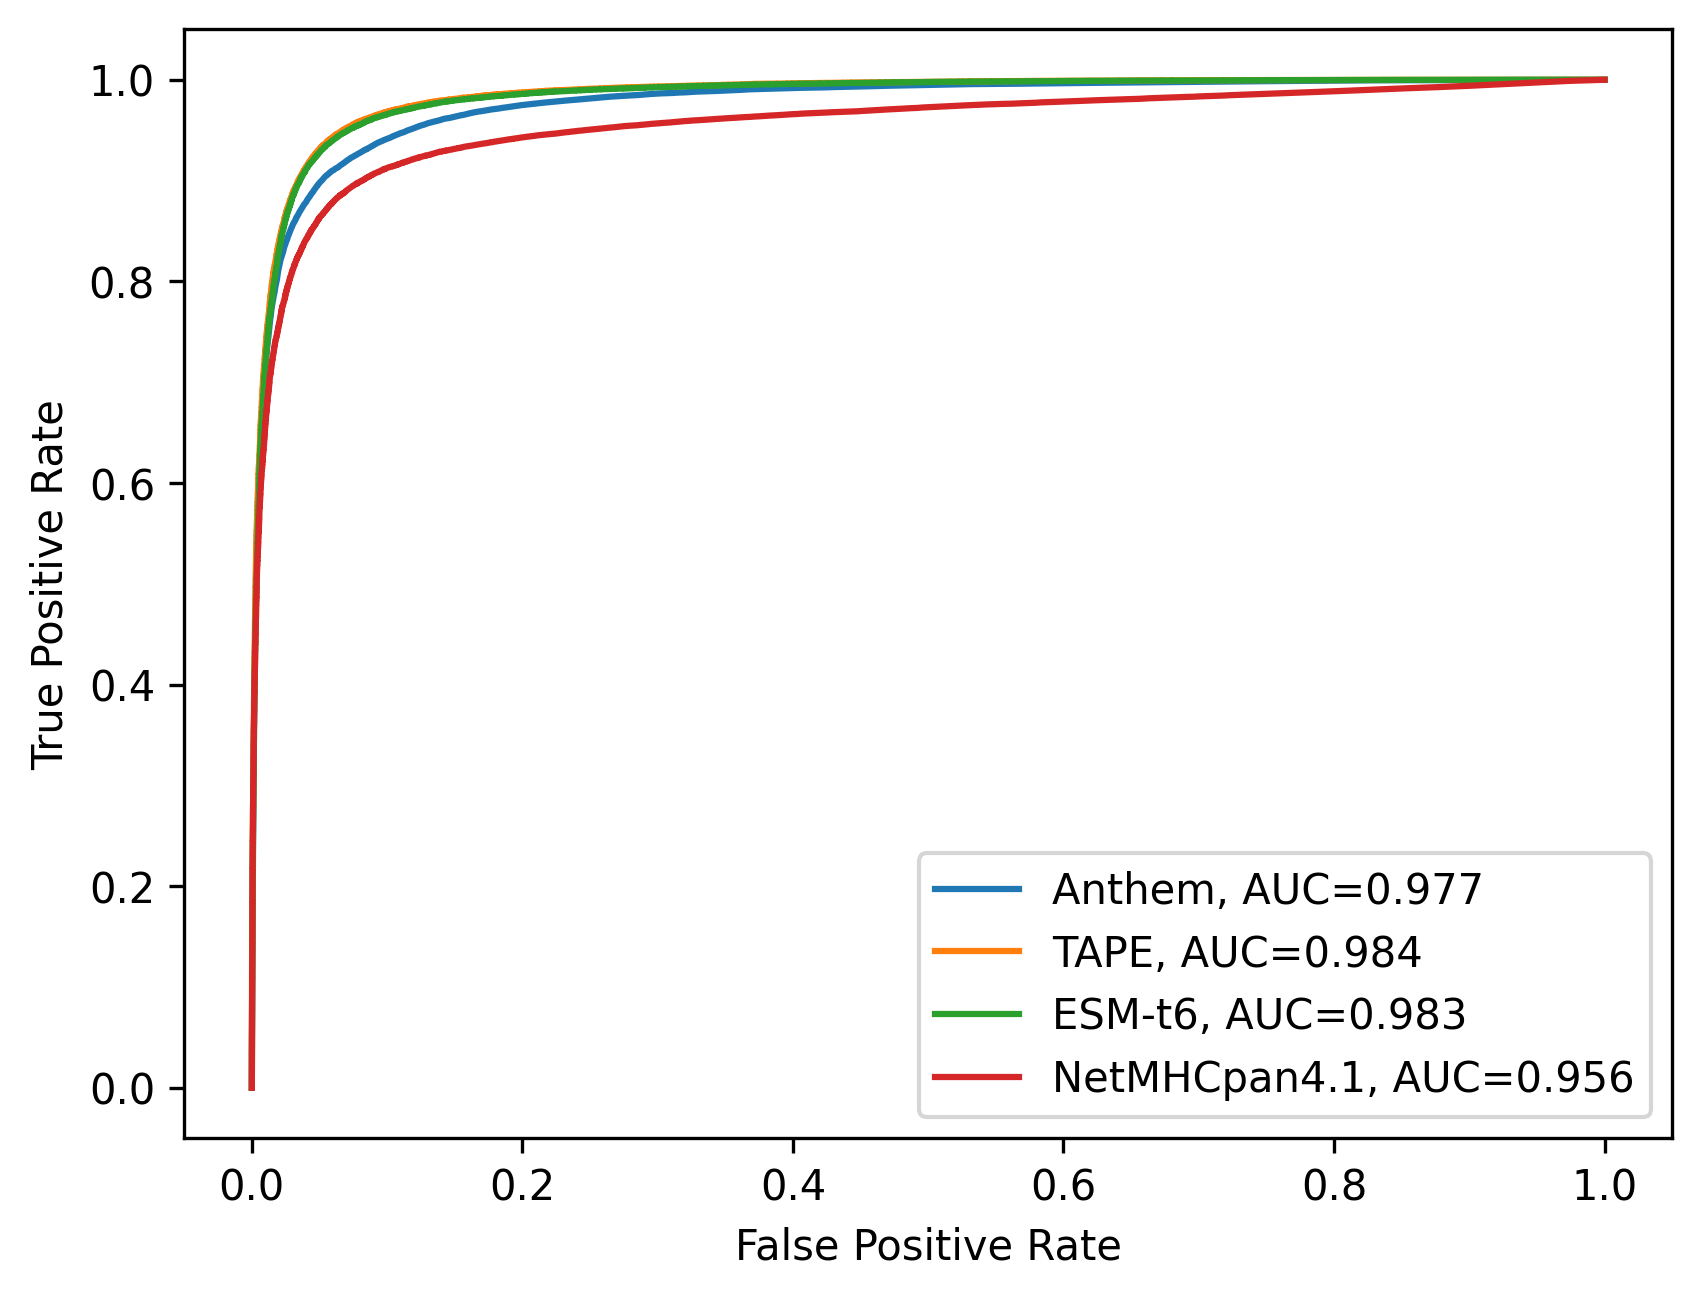 1.0
0.8
0.6
0.4
0.2
0.0
True Positive Rate
0.0 0.2 0.4 0.6 0.8 1.0
False Positive Rate
Anthem, AUC=0.977
TAPE, AUC=0.984
ESM-t6, AUC=0.983
NetMHCpan4.1, AUC=0.956